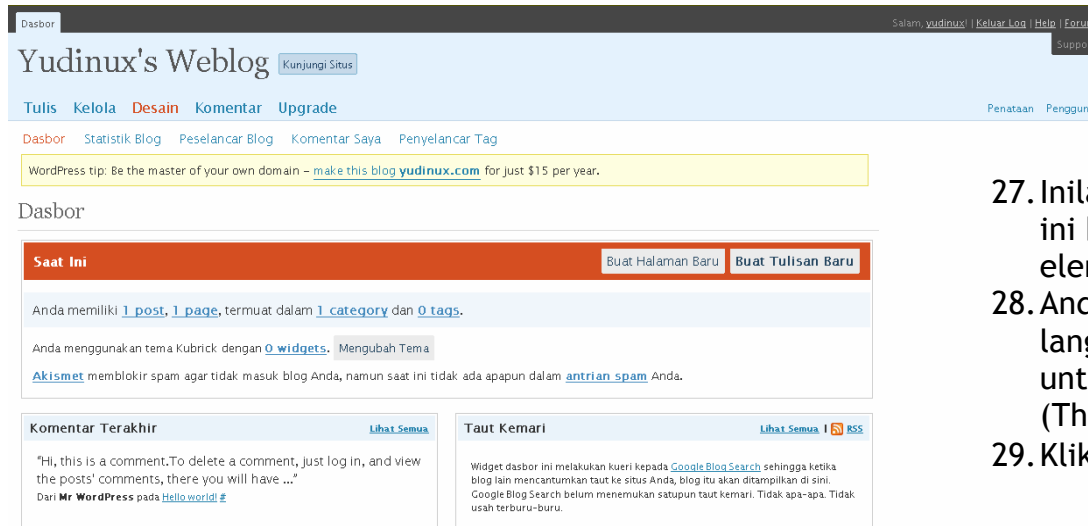 Dasbor
Salam, yudinux! | Keluar Log | Help |
Yudinux's Weblog Kunjungi Situs
Tulis Kelola Desain Komentar Upgrade
Penataan
Dasbor Statistik Blog Peselancar Blog Komentar Saya Penyelancar Tag
WordPress tip: Be the master of your own domain – make this blog yudinux.com for just $15 per year.
Dasbor
Saat Ini Buat Halaman Baru Buat Tulisan Baru
Anda memiliki 1 post, 1 page, termuat dalam 1 category dan 0 tags.
Anda menggunakan tema Kubrick dengan 0 widgets. Mengubah Tema
Akismet memblokir spam agar tidak masuk blog Anda, namun saat ini tidak ada apapun dalam antrian spam Anda.
Komentar Terakhir Lihat Semua
"Hi, this is a comment.To delete a comment, just log in, and view
the posts' comments, there you will have ..."
Dari Mr WordPress pada Hello world! #
Taut Kemari Lihat Semua | RSS
Widget dasbor ini melakukan kueri kepada Google Blog Search sehingga ketika
blog lain mencantumkan taut ke situs Anda, blog itu akan ditampilkan di sini.
Google Blog Search belum menemukan satupun taut kemari. Tidak apa-apa. Tidak
usah terburu-buru.
27.
ini
28.
29.